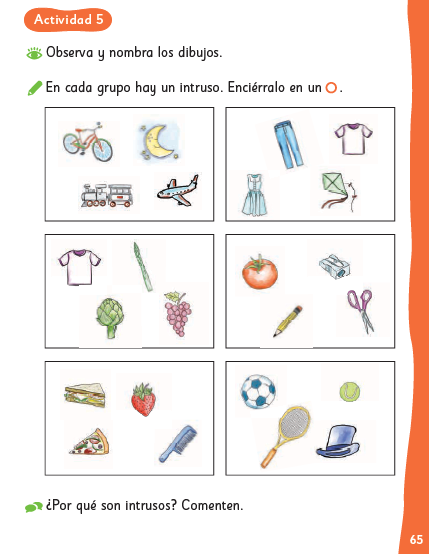 Actividad 5
Observa y nombra los dibujos.
En cada grupo hay un intruso. Enciérralo en un .
¿Por qué son intrusos? Comenten.
65